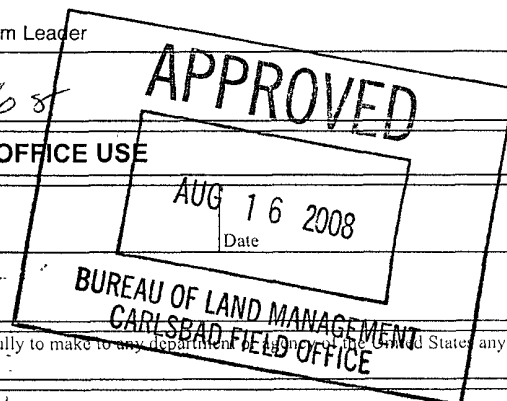 m Leader
APPROVED
OFFICE USE
AUG 16 2008
Date
BUREAU OF LAND MANAGEMENT
CARLSBAD FIELD OFFICE
ully to make to any department or agency of the United States any